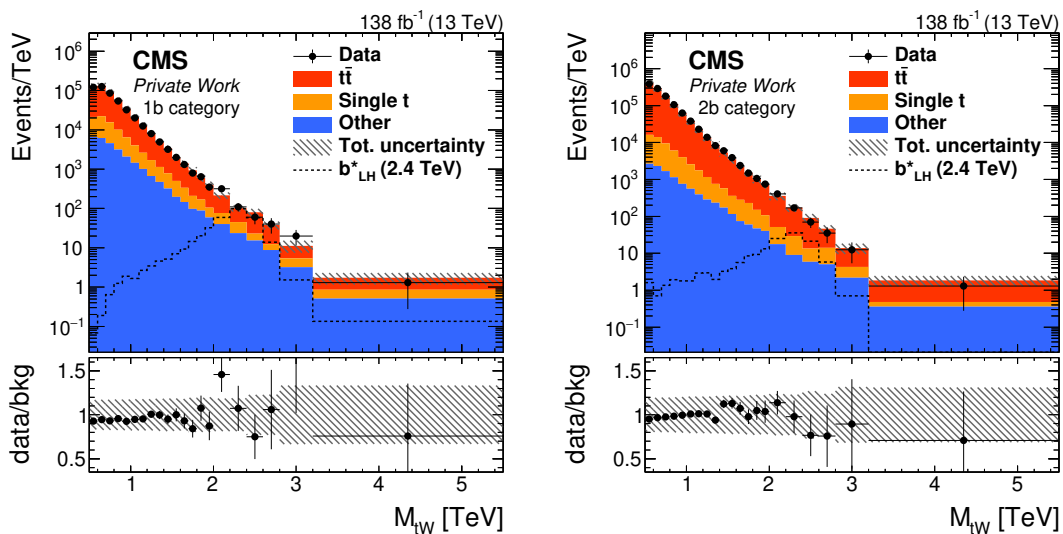 138 fb⁻¹ (13 TeV)
CMS
Private Work
1b category
Data
tt̄
Single t
Other
Tot. uncertainty
b*LH (2.4 TeV)
Events/TeV
10⁶
10⁵
10⁴
10³
10²
10
1
10⁻¹
data/bkg
1.5
1
0.5
1 2 3 4 5
M_tW [TeV]
138 fb⁻¹ (13 TeV)
CMS
Private Work
2b category
Data
tt̄
Single t
Other
Tot. uncertainty
b*LH (2.4 TeV)
Events/TeV
10⁶
10⁵
10⁴
10³
10²
10
1
10⁻¹
data/bkg
1.5
1
0.5
1 2 3 4 5
M_tW [TeV]